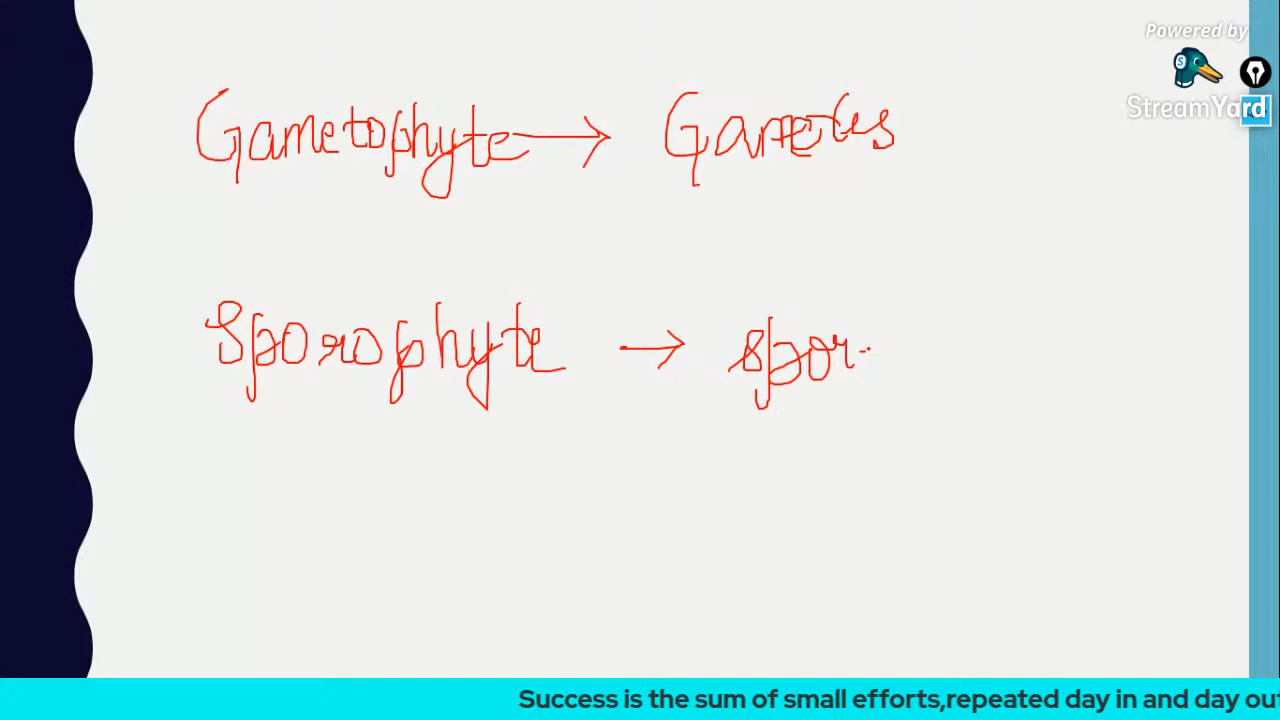 Powered by
StreamYard
Gametophyte → Gametes
Sporophyte → spor
Success is the sum of small efforts,repeated day in and day out